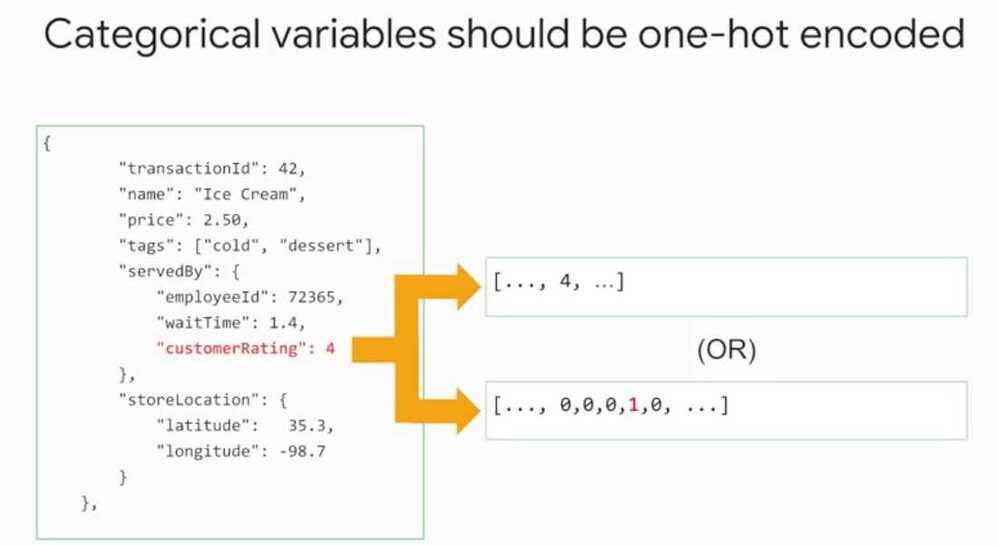 Categorical variables should be one-hot encoded
{
"transactionId": 42,
"name": "Ice Cream",
"price": 2.50,
"tags": ["cold", "dessert"],
"servedBy": {
"employeeId": 72365,
"waitTime": 1.4,
"customerRating": 4
},
"storeLocation": {
"latitude": 35.3,
"longitude": -98.7
}
},
[..., 4, ...]
(OR)
[..., 0,0,0,1,0, ...]